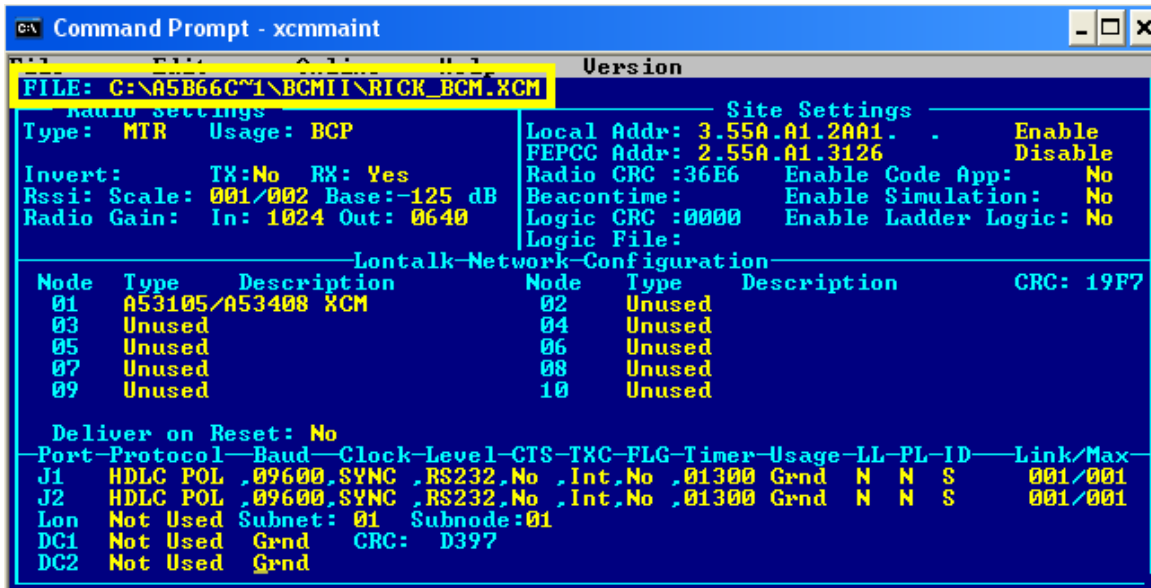 Command Prompt - xcmmaint
File Edit Online Help Version
FILE: C:\A5B66C~1\BCMII\RICK_BCM.XCM
Radio Settings Site Settings
Type: MTR Usage: BCP Local Addr: 3.55A.A1.2AA1. . Enable
FEPCC Addr: 2.55A.A1.3126 Disable
Invert: TX:No RX: Yes Radio CRC :36E6 Enable Code App: No
Rssi: Scale: 001/002 Base:-125 dB Beacontime: Enable Simulation: No
Radio Gain: In: 1024 Out: 0640 Logic CRC :0000 Enable Ladder Logic: No
Logic File:
Lontalk-Network-Configuration
Node Type Description Node Type Description CRC: 19F7
01 A53105/A53408 XCM 02 Unused
03 Unused 04 Unused
05 Unused 06 Unused
07 Unused 08 Unused
09 Unused 10 Unused
Deliver on Reset: No
Port-Protocol-Baud-Clock-Level-CTS-TXC-FLG-Timer-Usage-LL-PL-ID-Link/Max
J1 HDLC POL ,09600,SYNC ,RS232,No ,Int,No ,01300 Grnd N N S 001/001
J2 HDLC POL ,09600,SYNC ,RS232,No ,Int,No ,01300 Grnd N N S 001/001
Lon Not Used Subnet: 01 Subnode:01
DC1 Not Used Grnd CRC: D397
DC2 Not Used Grnd